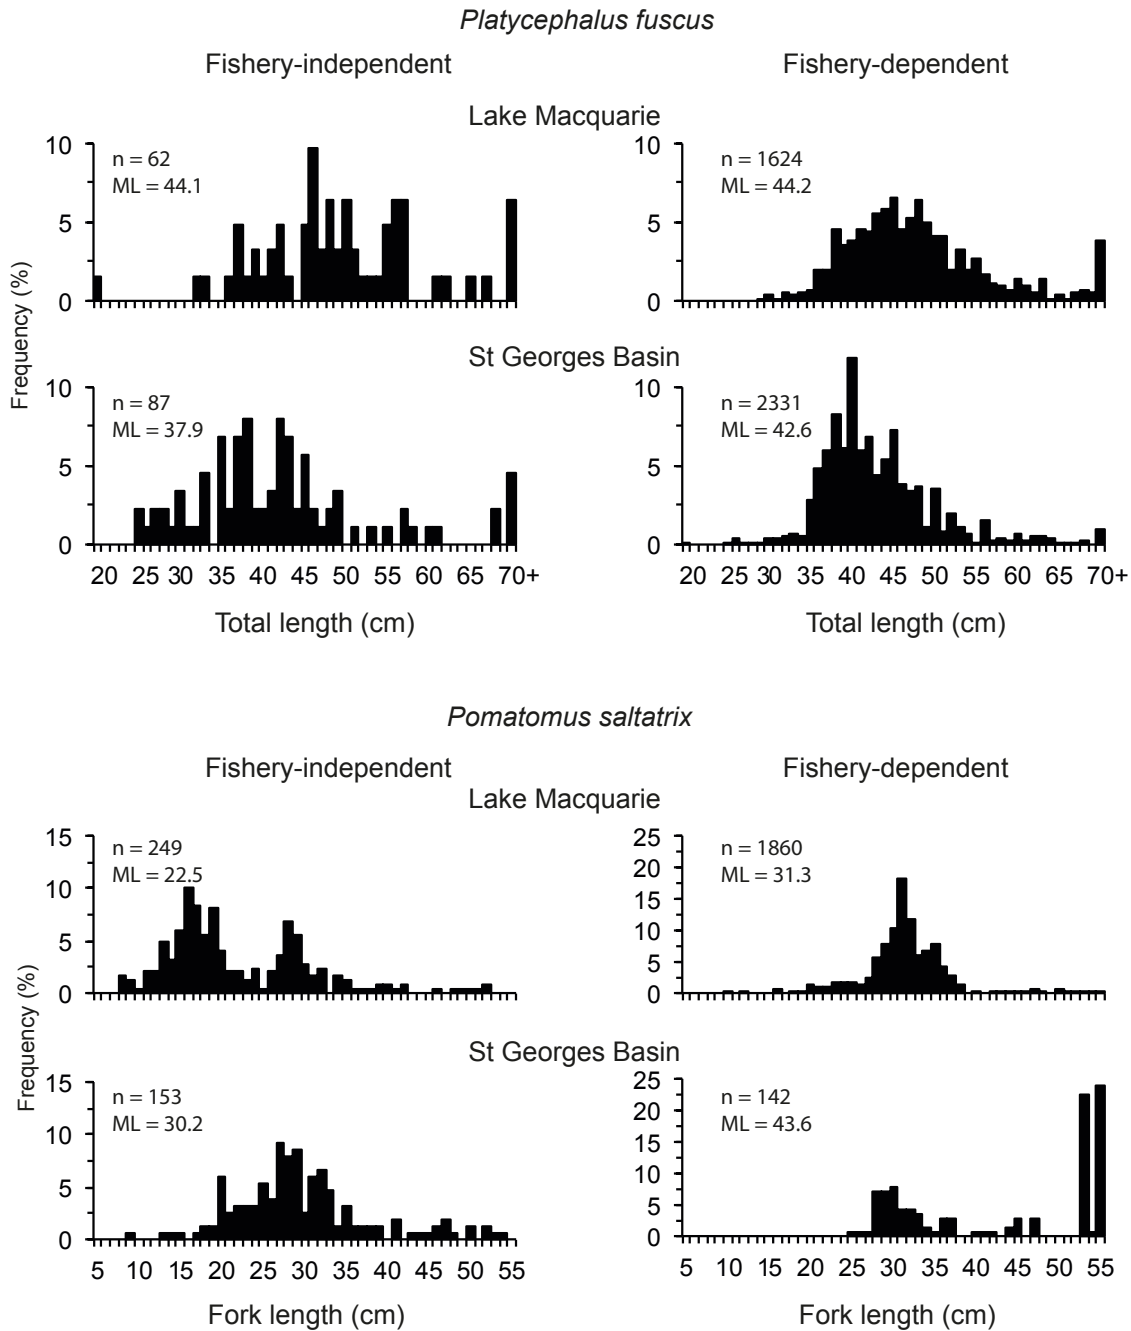 Platycephalus fuscus
Fishery-independent
Fishery-dependent
Lake Macquarie
Frequency (%)
10
5
0
n = 62
ML = 44.1
10
5
0
n = 1624
ML = 44.2
St Georges Basin
10
5
0
n = 87
ML = 37.9
10
5
0
n = 2331
ML = 42.6
20 25 30 35 40 45 50 55 60 65 70+
20 25 30 35 40 45 50 55 60 65 70+
Total length (cm)
Total length (cm)
Pomatomus saltatrix
Fishery-independent
Fishery-dependent
Lake Macquarie
Frequency (%)
15
10
5
0
n = 249
ML = 22.5
25
20
15
10
5
0
n = 1860
ML = 31.3
St Georges Basin
15
10
5
0
n = 153
ML = 30.2
25
20
15
10
5
0
n = 142
ML = 43.6
5 10 15 20 25 30 35 40 45 50 55
5 10 15 20 25 30 35 40 45 50 55
Fork length (cm)
Fork length (cm)